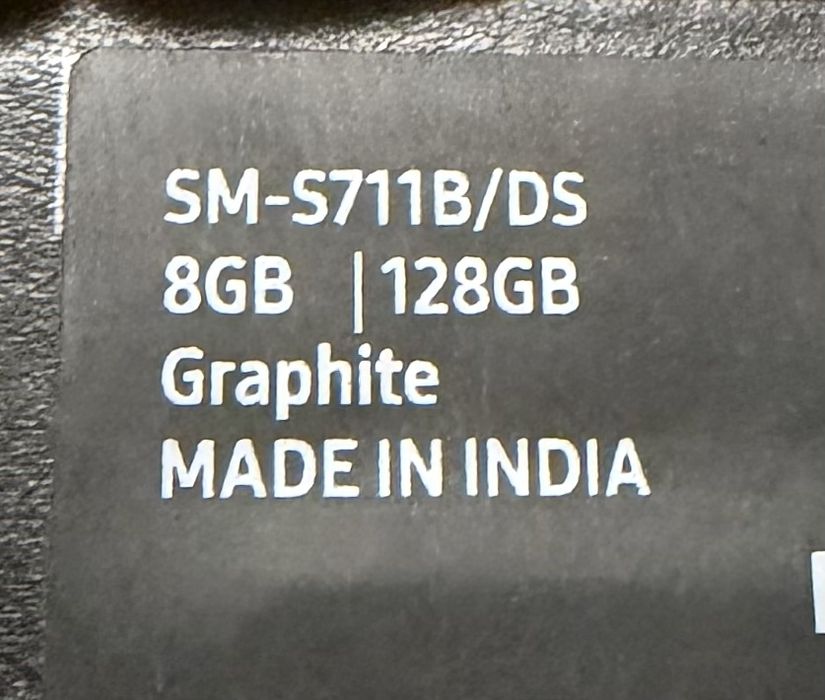 SM-S711B/DS
8GB | 128GB
Graphite
MADE IN INDIA